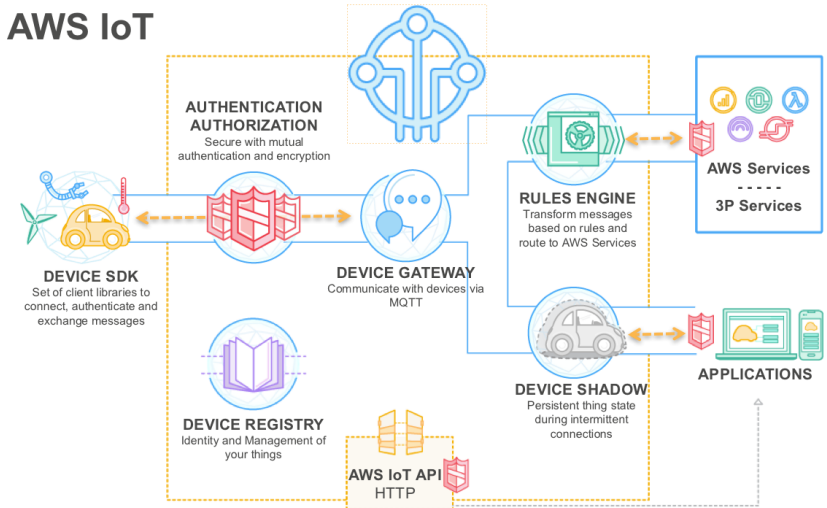 AWS IoT
AUTHENTICATION
AUTHORIZATION
Secure with mutual
authentication and encryption
DEVICE SDK
Set of client libraries to
connect, authenticate and
exchange messages
DEVICE GATEWAY
Communicate with devices via
MQTT
RULES ENGINE
Transform messages
based on rules and
route to AWS Services
AWS Services
- - - - -
3P Services
DEVICE REGISTRY
Identity and Management of
your things
DEVICE SHADOW
Persistent thing state
during intermittent
connections
APPLICATIONS
AWS IoT API
HTTP